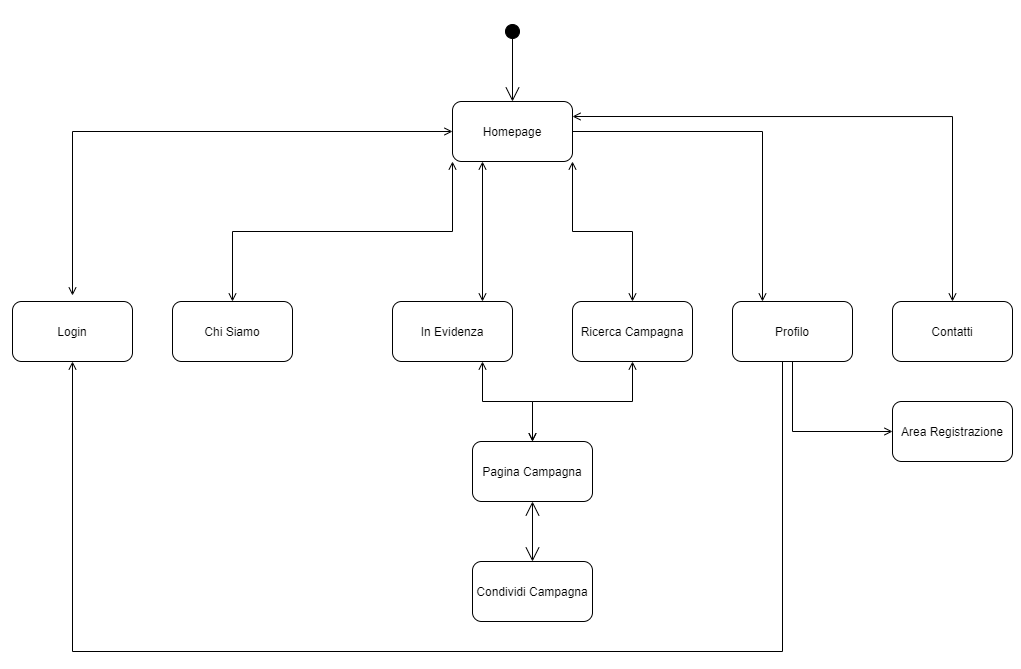 Homepage
Login
Chi Siamo
In Evidenza
Ricerca Campagna
Profilo
Contatti
Area Registrazione
Pagina Campagna
Condividi Campagna